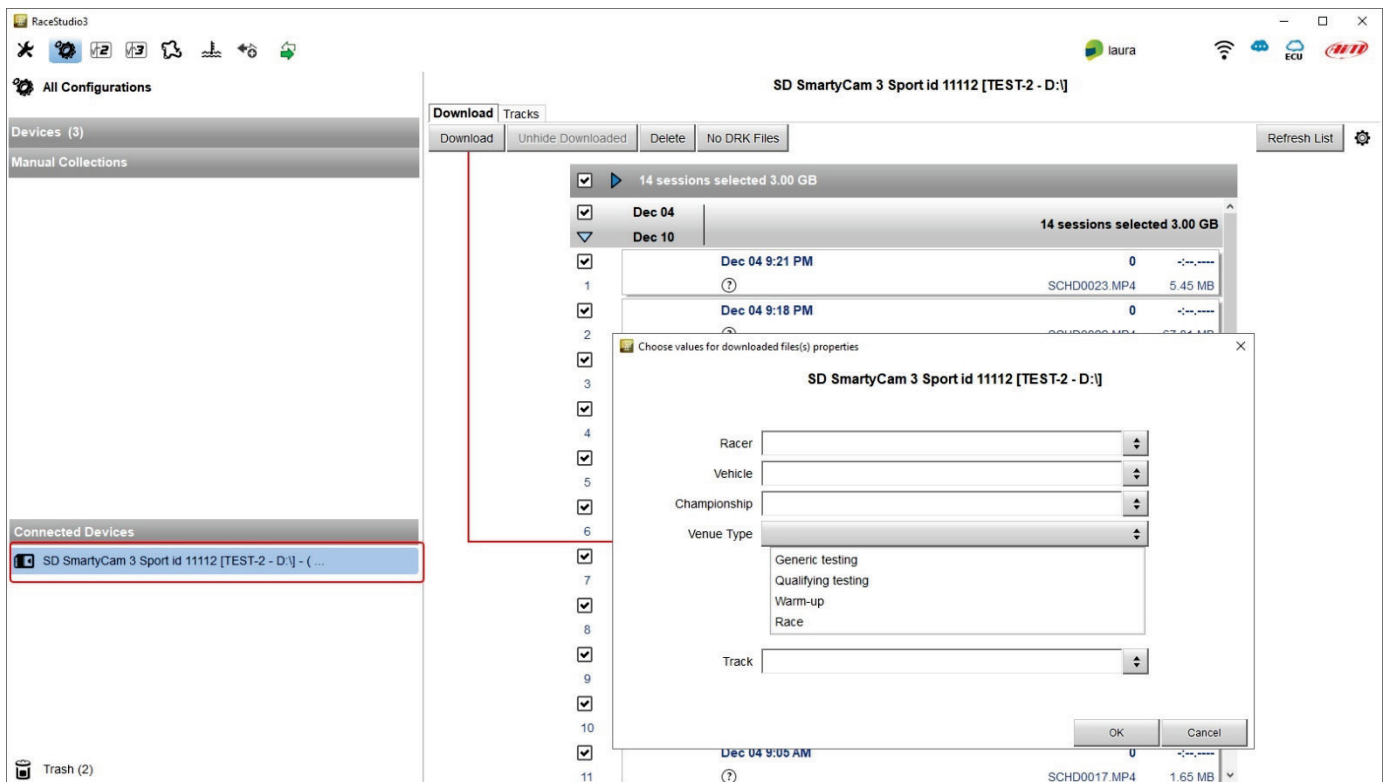 RaceStudio3
laura
ECU
AIM
All Configurations
SD SmartyCam 3 Sport id 11112 [TEST-2 - D:\]
Devices (3)
Manual Collections
Download Tracks
Download Unhide Downloaded Delete No DRK Files Refresh List
14 sessions selected 3.00 GB
Dec 04
Dec 10
14 sessions selected 3.00 GB
Dec 04 9:21 PM 0 -:--.----
1 SCHD0023.MP4 5.45 MB
Dec 04 9:18 PM 0 -:--.----
2
3
4
5
6
7
8
9
10
Choose values for downloaded files(s) properties
SD SmartyCam 3 Sport id 11112 [TEST-2 - D:\]
Racer
Vehicle
Championship
Venue Type
Generic testing
Qualifying testing
Warm-up
Race
Track
OK Cancel
Dec 04 9:05 AM 0 -:--.----
11 SCHD0017.MP4 1.65 MB
Connected Devices
SD SmartyCam 3 Sport id 11112 [TEST-2 - D:\] - ( ...
Trash (2)